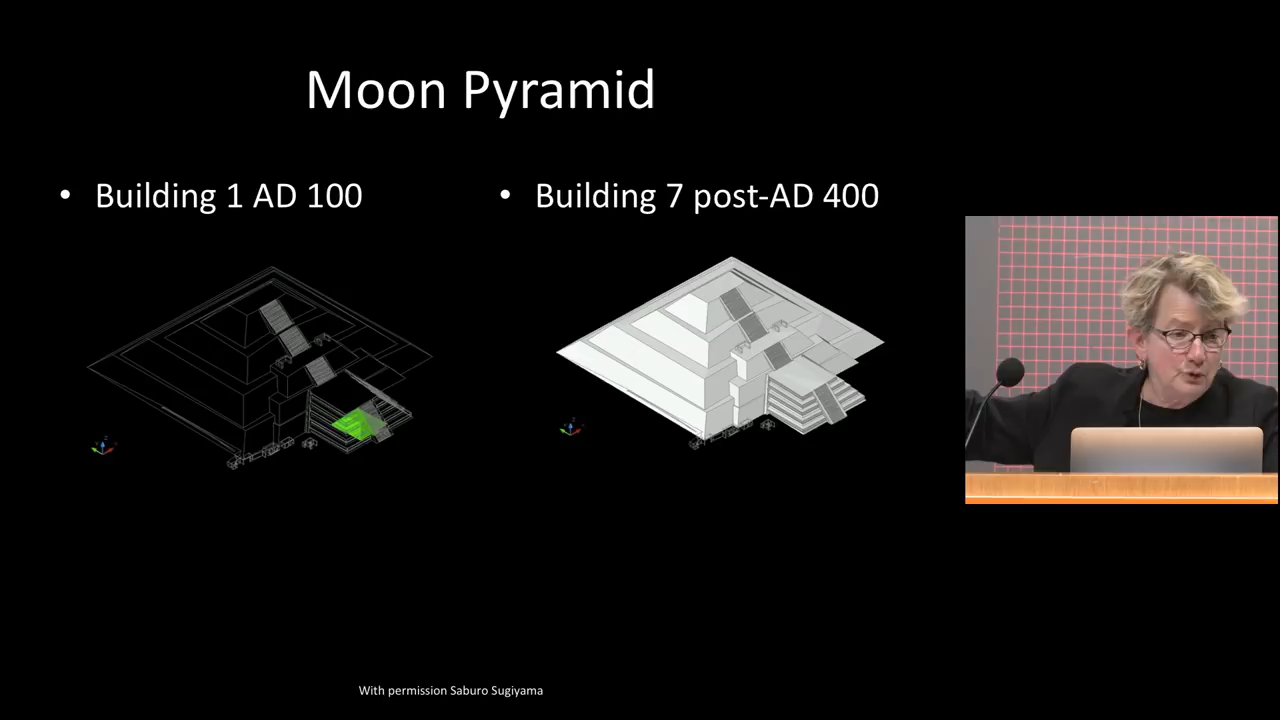 Moon Pyramid
• Building 1 AD 100
• Building 7 post-AD 400
With permission Saburo Sugiyama